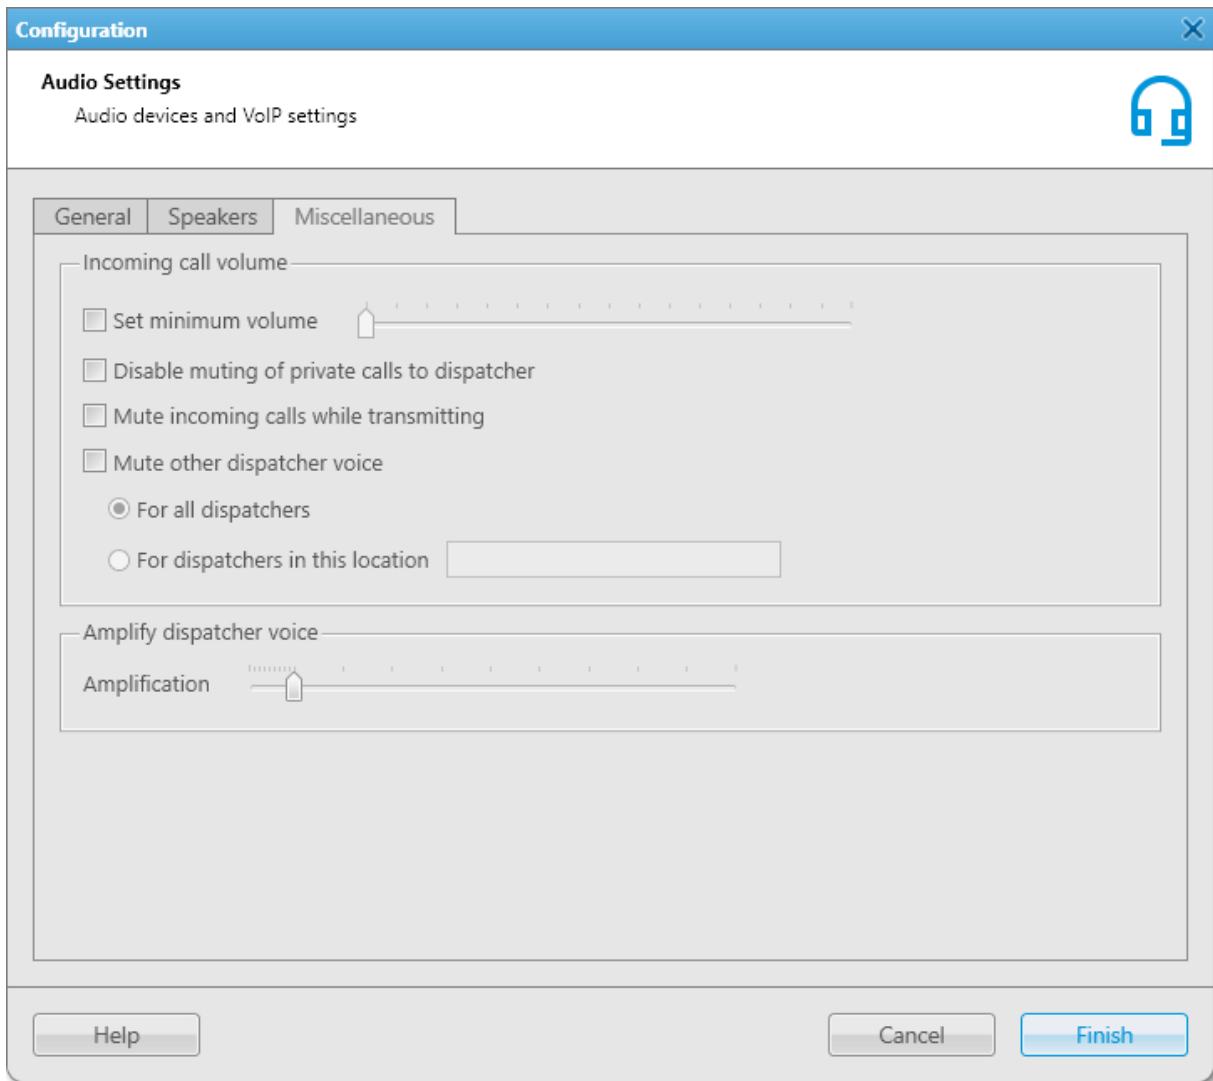 Configuration
Audio Settings
Audio devices and VoIP settings
General Speakers Miscellaneous
Incoming call volume
Set minimum volume
Disable muting of private calls to dispatcher
Mute incoming calls while transmitting
Mute other dispatcher voice
For all dispatchers
For dispatchers in this location
Amplify dispatcher voice
Amplification
Help Cancel Finish